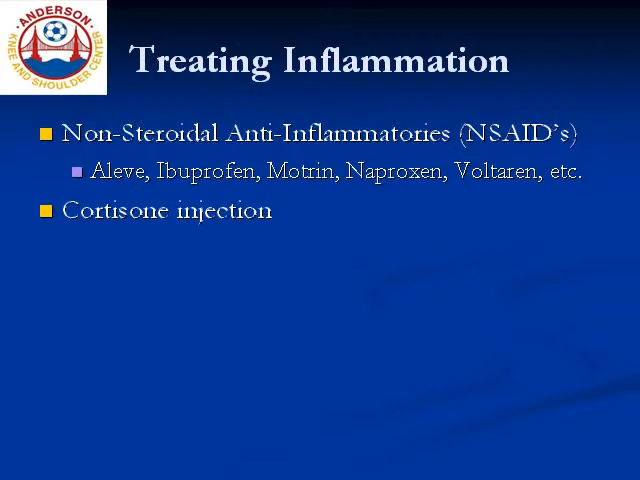 ANDERSON
KNEE AND SHOULDER CENTER
Treating Inflammation
Non-Steroidal Anti-Inflammatories (NSAID's)
Aleve, Ibuprofen, Motrin, Naproxen, Voltaren, etc.
Cortisone injection